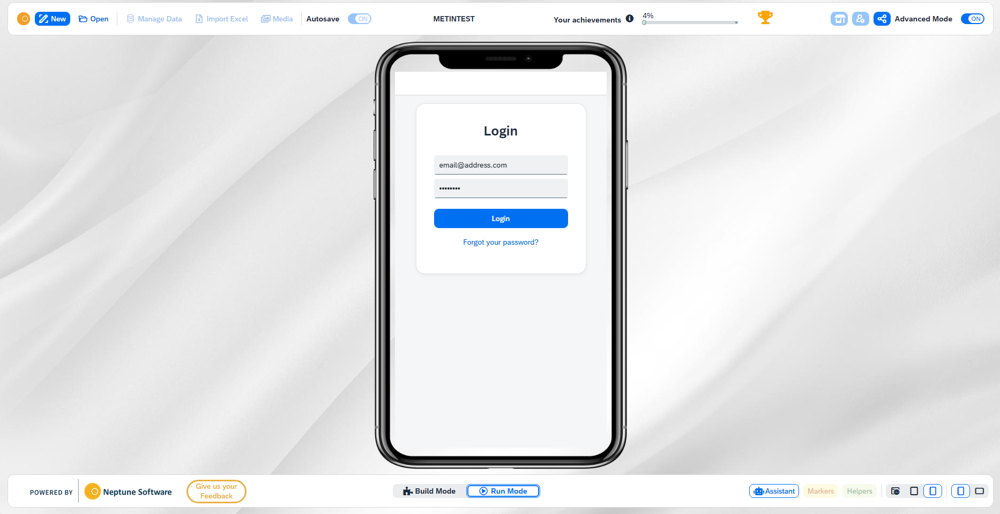 New
Open
Manage Data
Import Excel
Media
Autosave
ON
METINTEST
Your achievements
4%
Advanced Mode
ON
Login
email@address.com
••••••••
Login
Forgot your password?
POWERED BY
Neptune Software
Give us your
Feedback
Build Mode
Run Mode
Assistant
Markers
Helpers